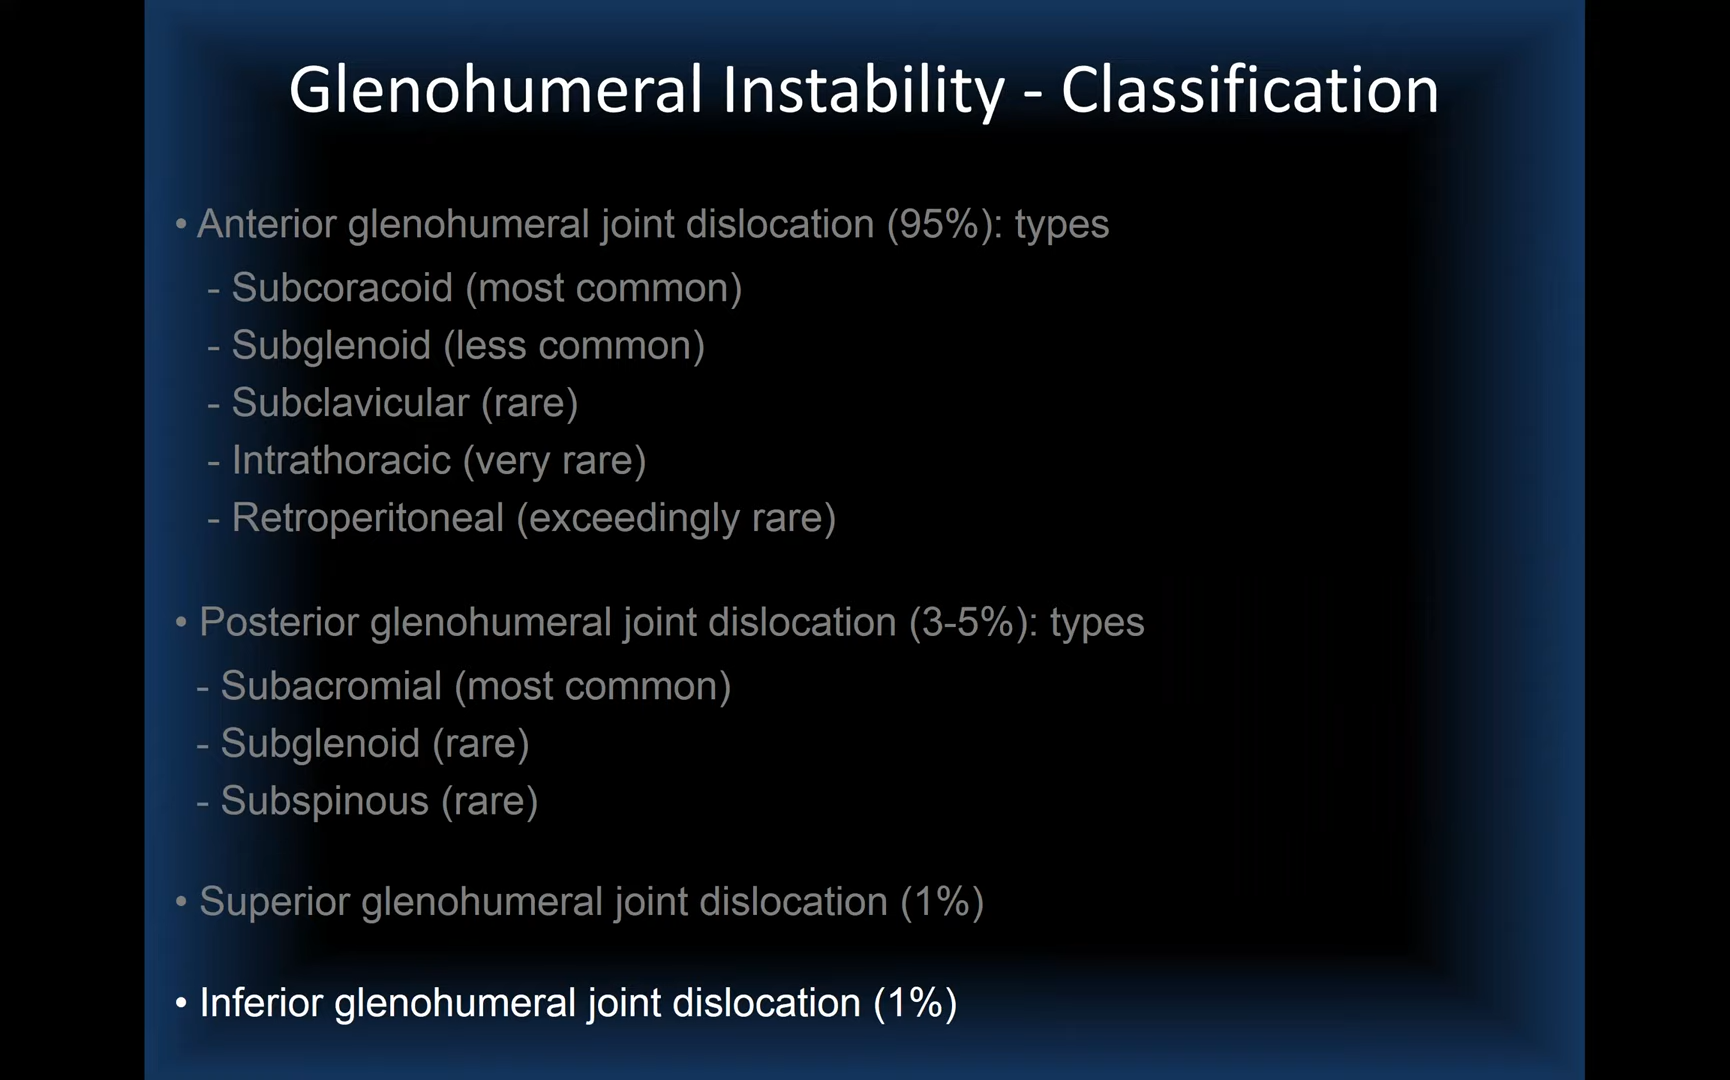 Glenohumeral Instability - Classification
• Anterior glenohumeral joint dislocation (95%): types
- Subcoracoid (most common)
- Subglenoid (less common)
- Subclavicular (rare)
- Intrathoracic (very rare)
- Retroperitoneal (exceedingly rare)
• Posterior glenohumeral joint dislocation (3-5%): types
- Subacromial (most common)
- Subglenoid (rare)
- Subspinous (rare)
• Superior glenohumeral joint dislocation (1%)
• Inferior glenohumeral joint dislocation (1%)